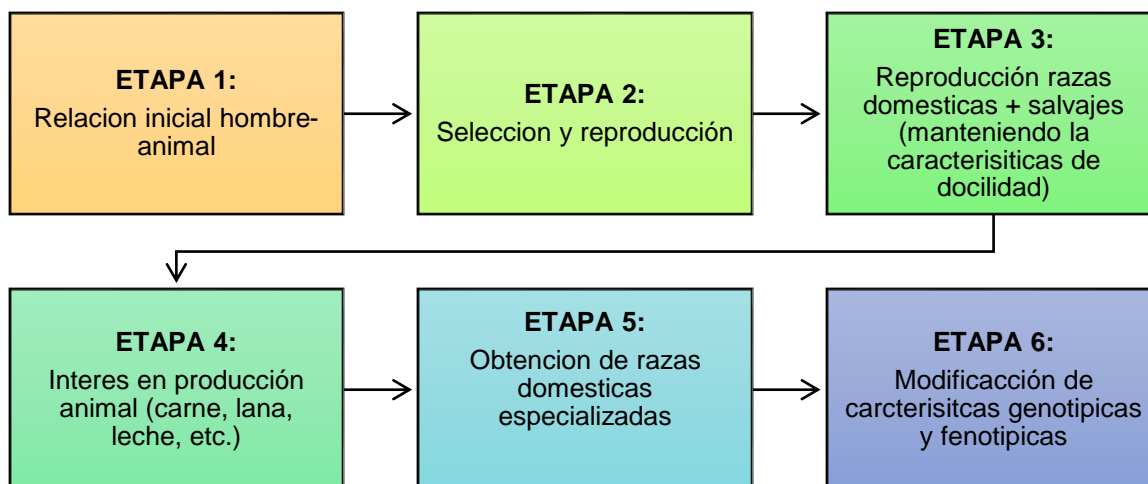 ETAPA 1:
Relacion inicial hombre-
animal
ETAPA 2:
Seleccion y reproducción
ETAPA 3:
Reproducción razas
domesticas + salvajes
(manteniendo la
caracterisiticas de
docilidad)
ETAPA 4:
Interes en producción
animal (carne, lana,
leche, etc.)
ETAPA 5:
Obtencion de razas
domesticas
especializadas
ETAPA 6:
Modificacción de
carcterisitcas genotipicas
y fenotipicas